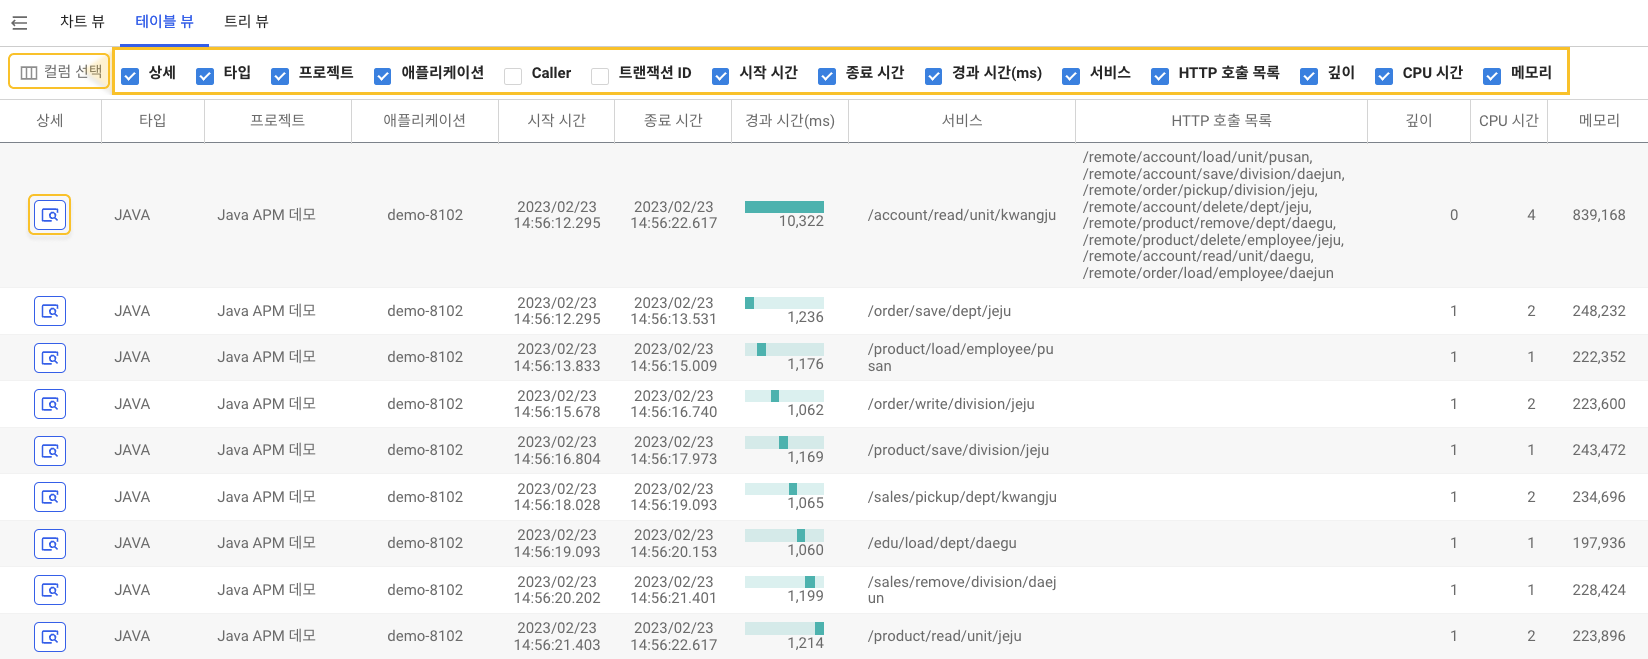 차트 뷰 테이블 뷰 트리 뷰
컬럼 선택 상세 타입 프로젝트 애플리케이션 Caller 트랜잭션 ID 시작 시간 종료 시간 경과 시간(ms) 서비스 HTTP 호출 목록 깊이 CPU 시간 메모리
상세 타입 프로젝트 애플리케이션 시작 시간 종료 시간 경과 시간(ms) 서비스 HTTP 호출 목록 깊이 CPU 시간 메모리
/remote/account/load/unit/pusan,
/remote/account/save/division/daejun,
/remote/order/pickup/division/jeju,
2023/02/23 2023/02/23 /remote/account/delete/dept/jeju,
JAVA Java APM 데모 demo-8102 14:56:12.295 14:56:22.617 10,322 /account/read/unit/kwangju /remote/product/remove/dept/daegu, 0 4 839,168
/remote/product/delete/employee/jeju,
/remote/account/read/unit/daegu,
/remote/order/load/employee/daejun
2023/02/23 2023/02/23
JAVA Java APM 데모 demo-8102 14:56:12.295 14:56:13.531 1,236 /order/save/dept/jeju 1 2 248,232
2023/02/23 2023/02/23 /product/load/employee/pu
JAVA Java APM 데모 demo-8102 14:56:13.833 14:56:15.009 1,176 san 1 1 222,352
2023/02/23 2023/02/23
JAVA Java APM 데모 demo-8102 14:56:15.678 14:56:16.740 1,062 /order/write/division/jeju 1 2 223,600
2023/02/23 2023/02/23
JAVA Java APM 데모 demo-8102 14:56:16.804 14:56:17.973 1,169 /product/save/division/jeju 1 1 243,472
2023/02/23 2023/02/23
JAVA Java APM 데모 demo-8102 14:56:18.028 14:56:19.093 1,065 /sales/pickup/dept/kwangju 1 2 234,696
2023/02/23 2023/02/23
JAVA Java APM 데모 demo-8102 14:56:19.093 14:56:20.153 1,060 /edu/load/dept/daegu 1 1 197,936
2023/02/23 2023/02/23 /sales/remove/division/daej
JAVA Java APM 데모 demo-8102 14:56:20.202 14:56:21.401 1,199 un 1 1 228,424
2023/02/23 2023/02/23
JAVA Java APM 데모 demo-8102 14:56:21.403 14:56:22.617 1,214 /product/read/unit/jeju 1 2 223,896